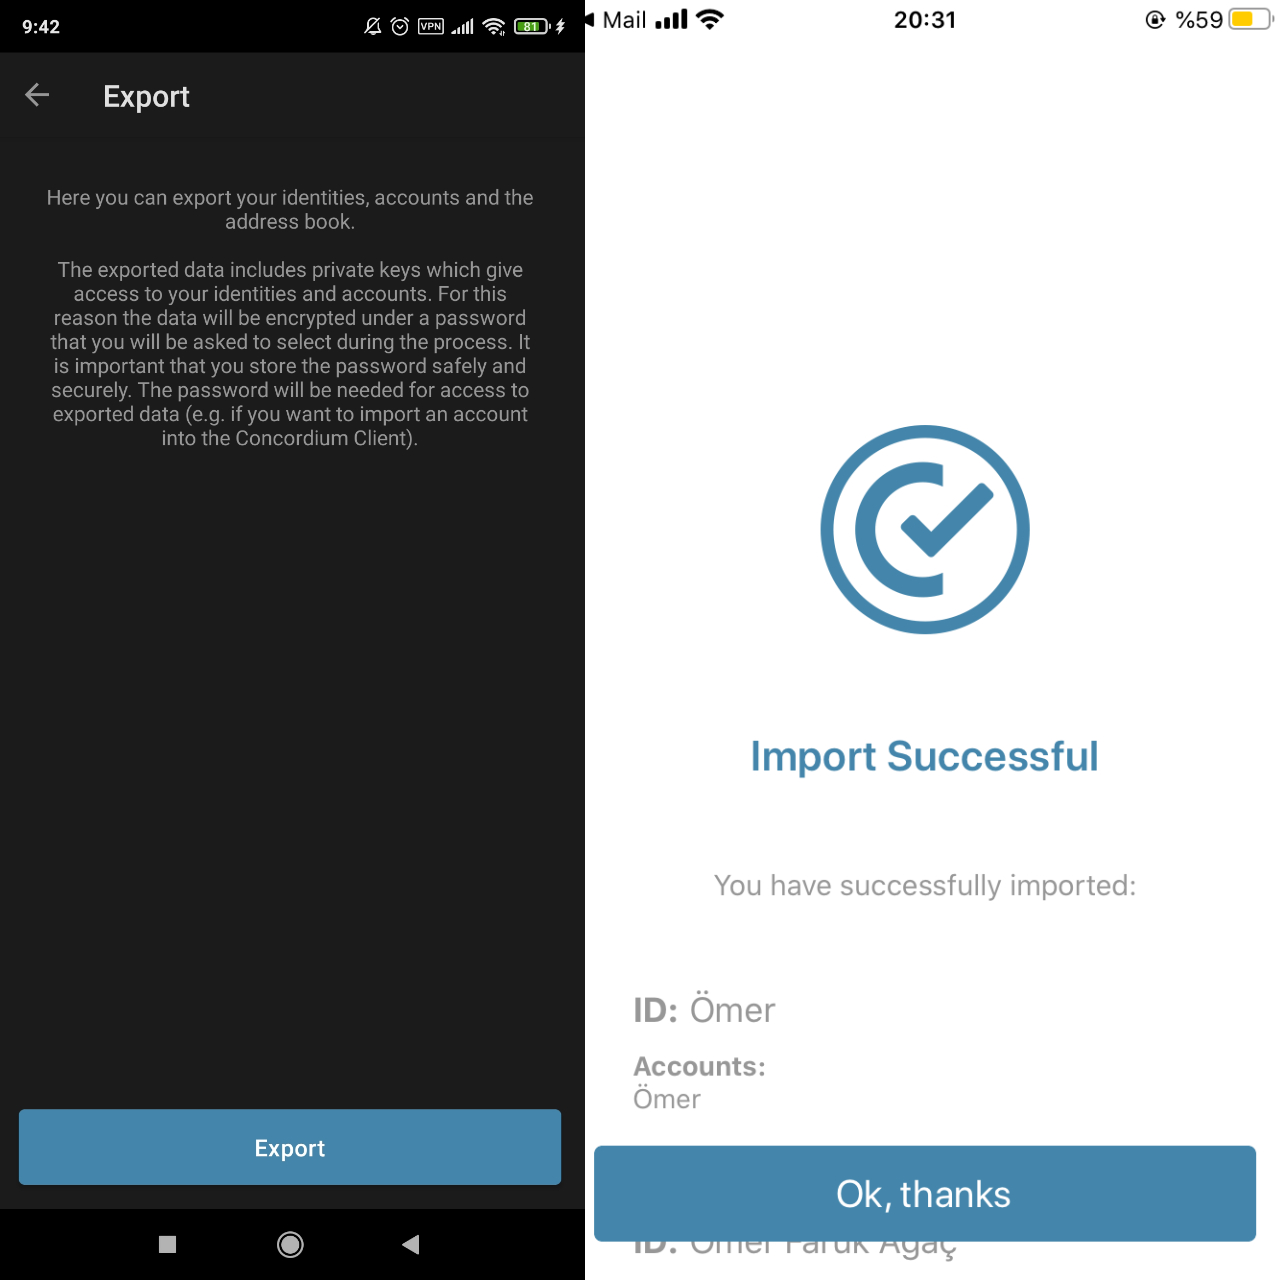 9:42
VPN
81
Export
Here you can export your identities, accounts and the
address book.
The exported data includes private keys which give
access to your identities and accounts. For this
reason the data will be encrypted under a password
that you will be asked to select during the process. It
is important that you store the password safely and
securely. The password will be needed for access to
exported data (e.g. if you want to import an account
into the Concordium Client).
Export
Mail
20:31
%59
Import Successful
You have successfully imported:
ID: Ömer
Accounts:
Ömer
Ok, thanks
ID: Ömer Faruk Ağaç